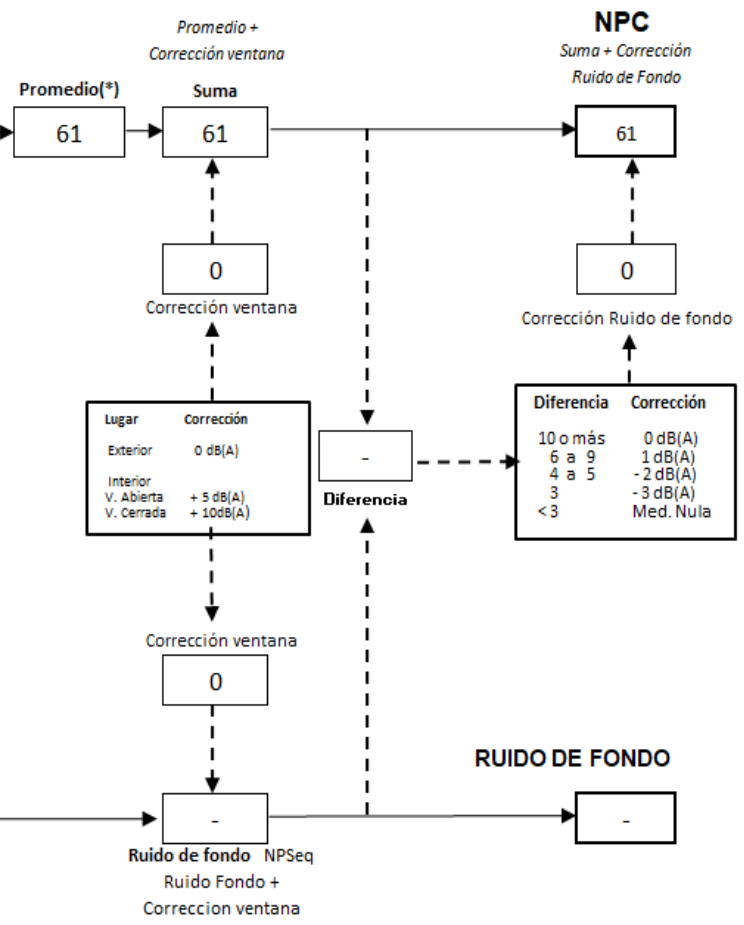 Promedio +
Corrección ventana
NPC
Suma + Corrección
Ruido de Fondo
Promedio(*)
Suma
61
61
61
0
Corrección ventana
0
Corrección Ruido de fondo
Lugar Corrección
Exterior 0 dB(A)
Interior
V. Abierta + 5 dB(A)
V. Cerrada + 10dB(A)
-
Diferencia
Diferencia Corrección
10 o más 0 dB(A)
6 a 9 1 dB(A)
4 a 5 - 2 dB(A)
3 - 3 dB(A)
< 3 Med. Nula
Corrección ventana
0
RUIDO DE FONDO
-
-
Ruido de fondo NPSeq
Ruido Fondo +
Correccion ventana